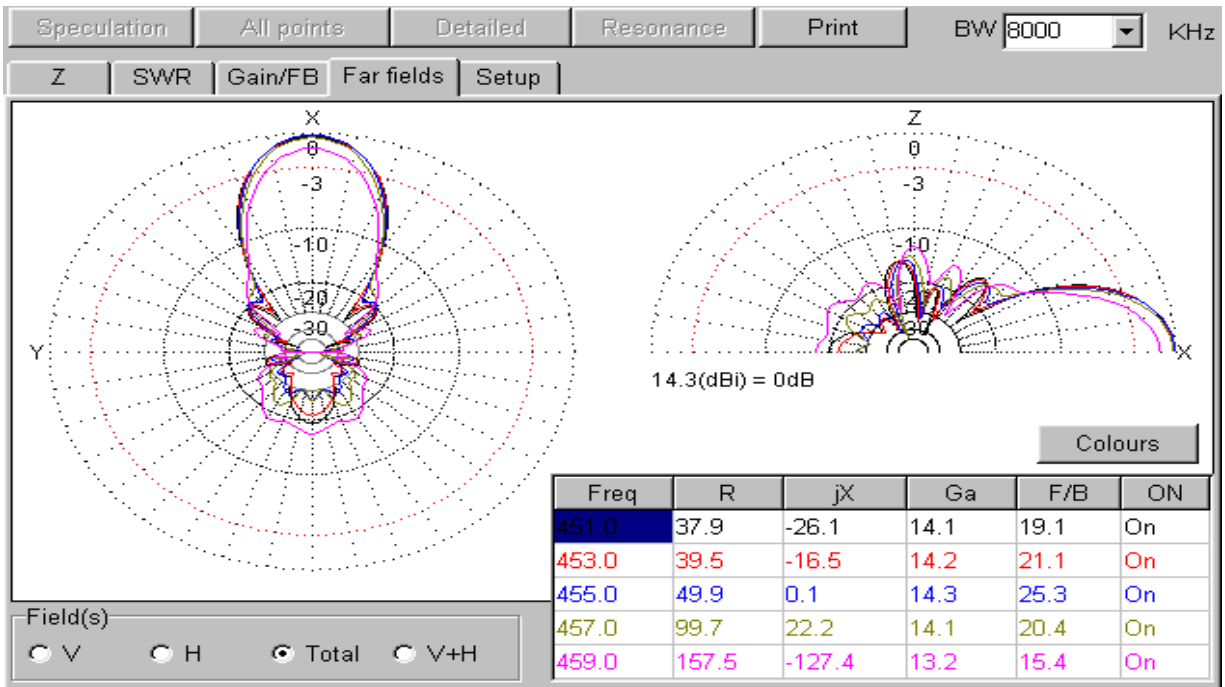 Speculation All points Detailed Resonance Print BW 8000 KHz
Z SWR Gain/FB Far fields Setup
X
0
-3
-10
-20
-30
Y
Z
0
-3
-10
X
14.3(dBi) = 0dB
Colours
Freq R jX Ga F/B ON
451.0 37.9 -26.1 14.1 19.1 On
453.0 39.5 -16.5 14.2 21.1 On
455.0 49.9 0.1 14.3 25.3 On
457.0 99.7 22.2 14.1 20.4 On
459.0 157.5 -127.4 13.2 15.4 On
Field(s)
V H Total V+H